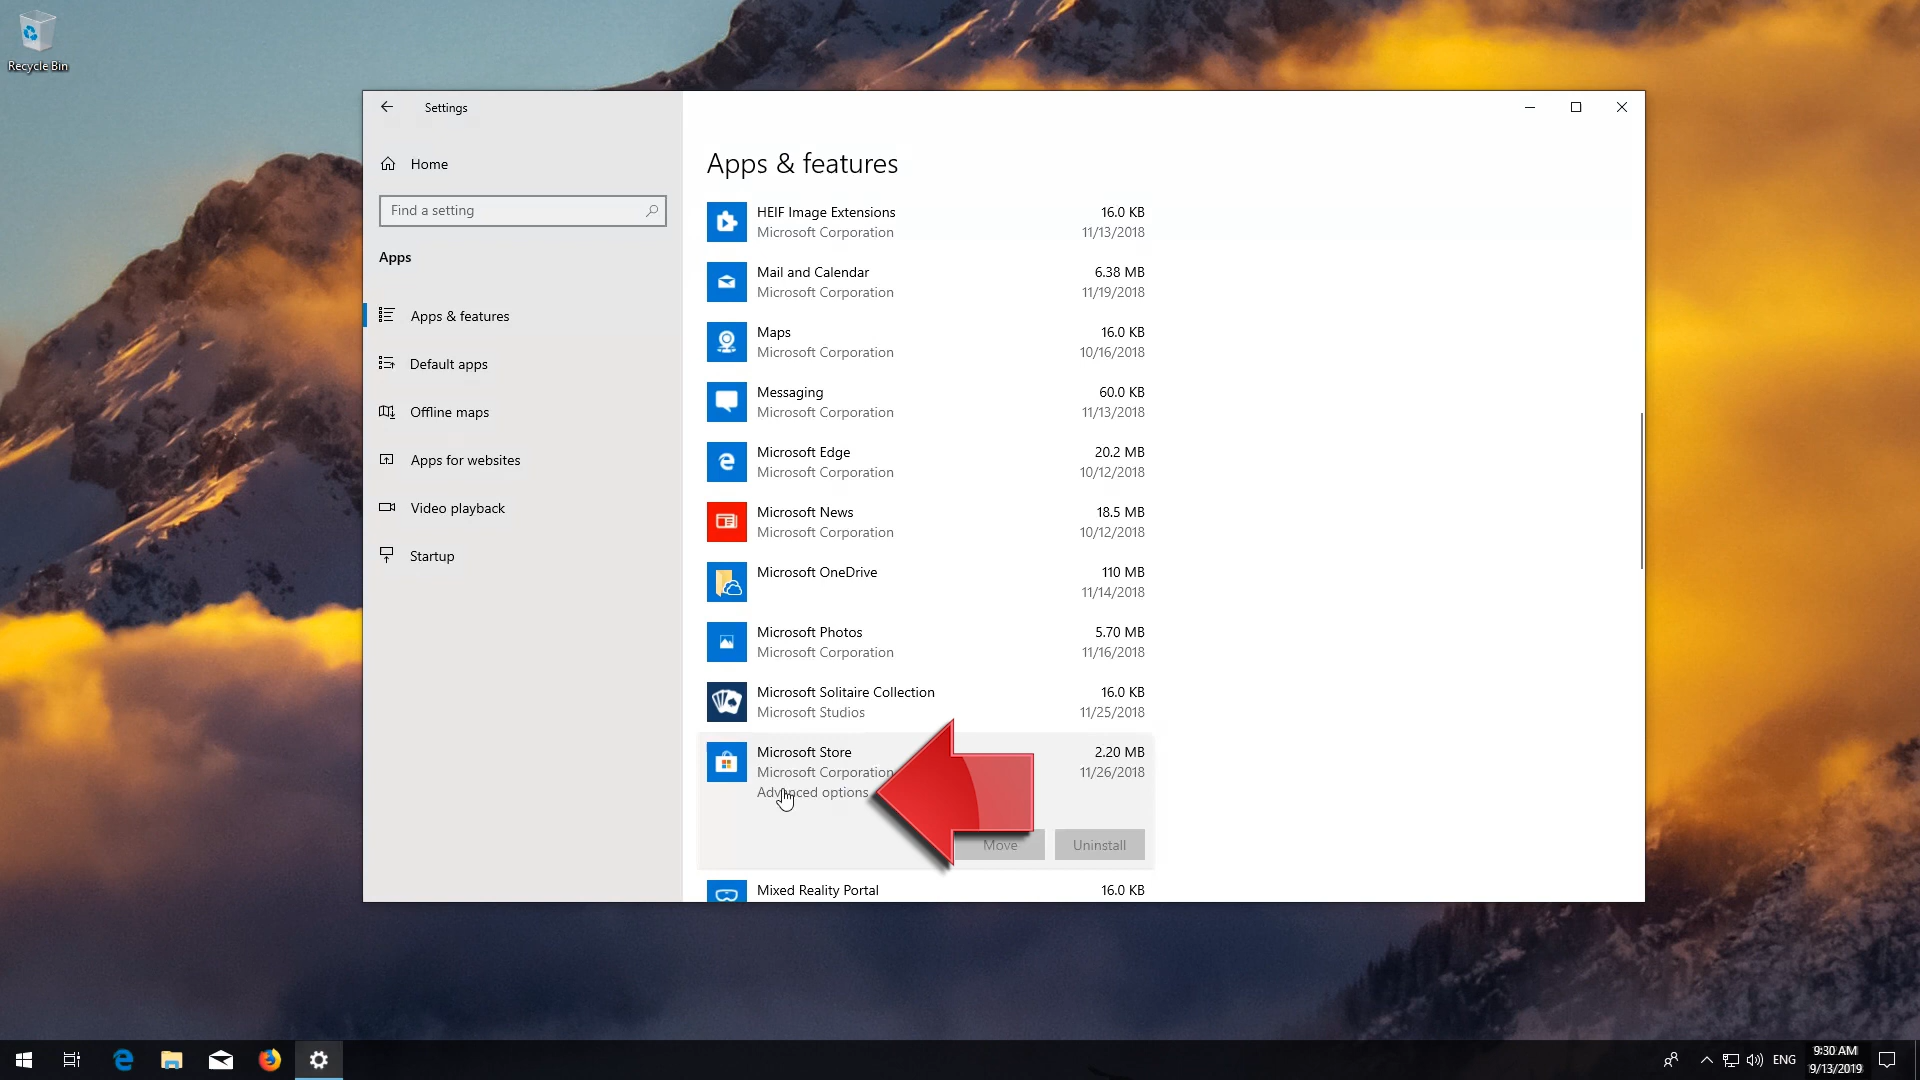 Recycle Bin
Settings
Home
Find a setting
Apps
Apps & features
Default apps
Offline maps
Apps for websites
Video playback
Startup
Apps & features
HEIF Image Extensions 16.0 KB
Microsoft Corporation 11/13/2018
Mail and Calendar 6.38 MB
Microsoft Corporation 11/19/2018
Maps 16.0 KB
Microsoft Corporation 10/16/2018
Messaging 60.0 KB
Microsoft Corporation 11/13/2018
Microsoft Edge 20.2 MB
Microsoft Corporation 10/12/2018
Microsoft News 18.5 MB
Microsoft Corporation 10/12/2018
Microsoft OneDrive 110 MB
11/14/2018
Microsoft Photos 5.70 MB
Microsoft Corporation 11/16/2018
Microsoft Solitaire Collection 16.0 KB
Microsoft Studios 11/25/2018
Microsoft Store 2.20 MB
Microsoft Corporation 11/26/2018
Advanced options
Move Uninstall
Mixed Reality Portal 16.0 KB
ENG
9:30 AM
9/13/2019